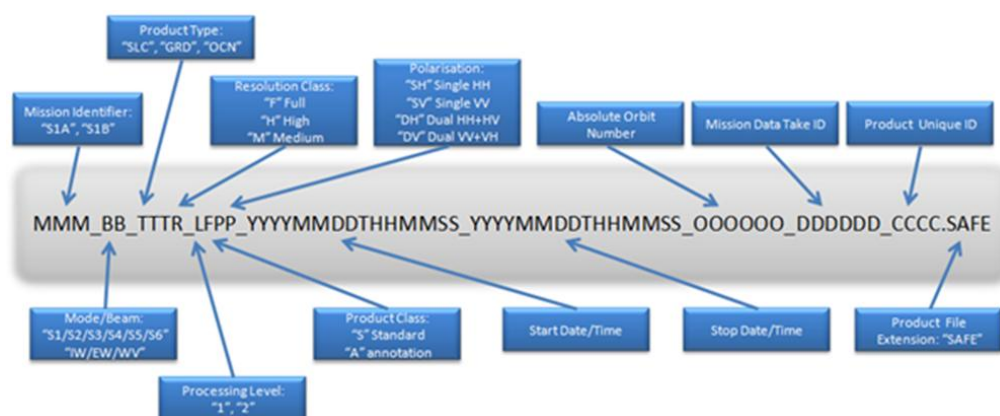 Product Type:
"SLC", "GRD", "OCN"
Mission Identifier:
"S1A", "S1B"
Resolution Class:
"F" Full
"H" High
"M" Medium
Polarisation:
"SH" Single HH
"SV" Single VV
"DH" Dual HH+HV
"DV" Dual VV+VH
Absolute Orbit
Number
Mission Data Take ID
Product Unique ID
MMM_BB_TTTR_LFPP_YYYYMMDDTHHMMSS_YYYYMMDDTHHMMSS_OOOOOO_DDDDDD_CCCC.SAFE
Mode/Beam:
"S1/S2/S3/S4/S5/S6"
"IW/EW/WV"
Processing Level:
"1", "2"
Product Class:
"S" Standard
"A" annotation
Start Date/Time
Stop Date/Time
Product File
Extension: "SAFE"